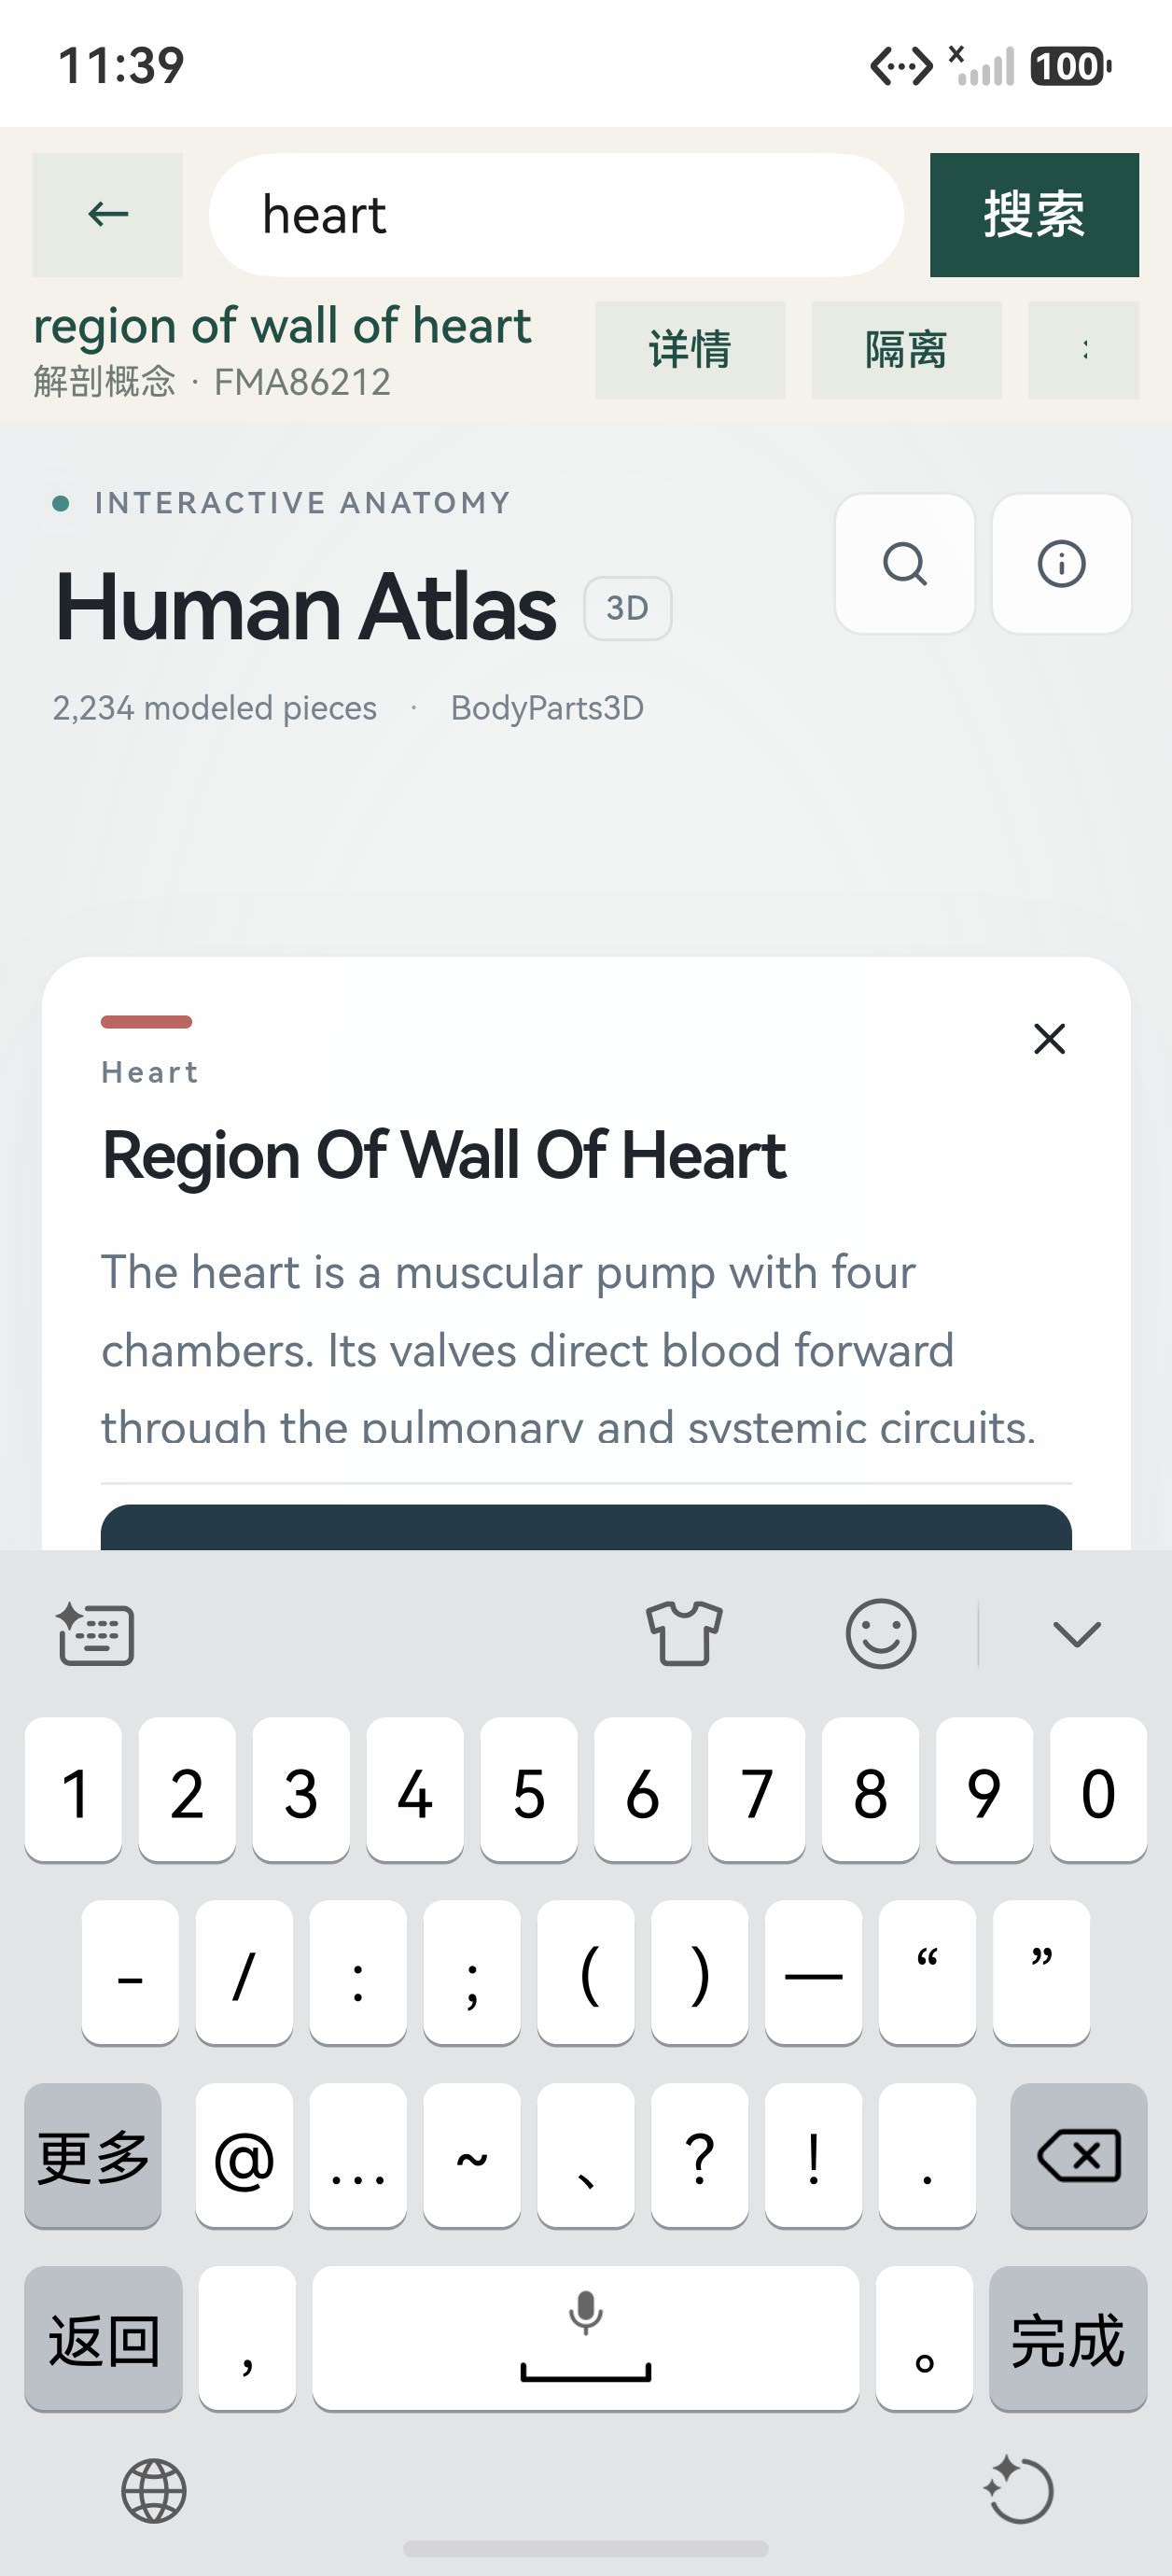 11:39
100
←
heart
搜索
region of wall of heart
详情
隔离
解剖概念 · FMA86212
INTERACTIVE ANATOMY
Human Atlas
3D
2,234 modeled pieces · BodyParts3D
Heart
Region Of Wall Of Heart
The heart is a muscular pump with four
chambers. Its valves direct blood forward
through the pulmonary and systemic circuits.
1 2 3 4 5 6 7 8 9 0
- / : ; ( ) — “ ”
更多 @ … ~ 、 ? ! .
返回 , 。 完成